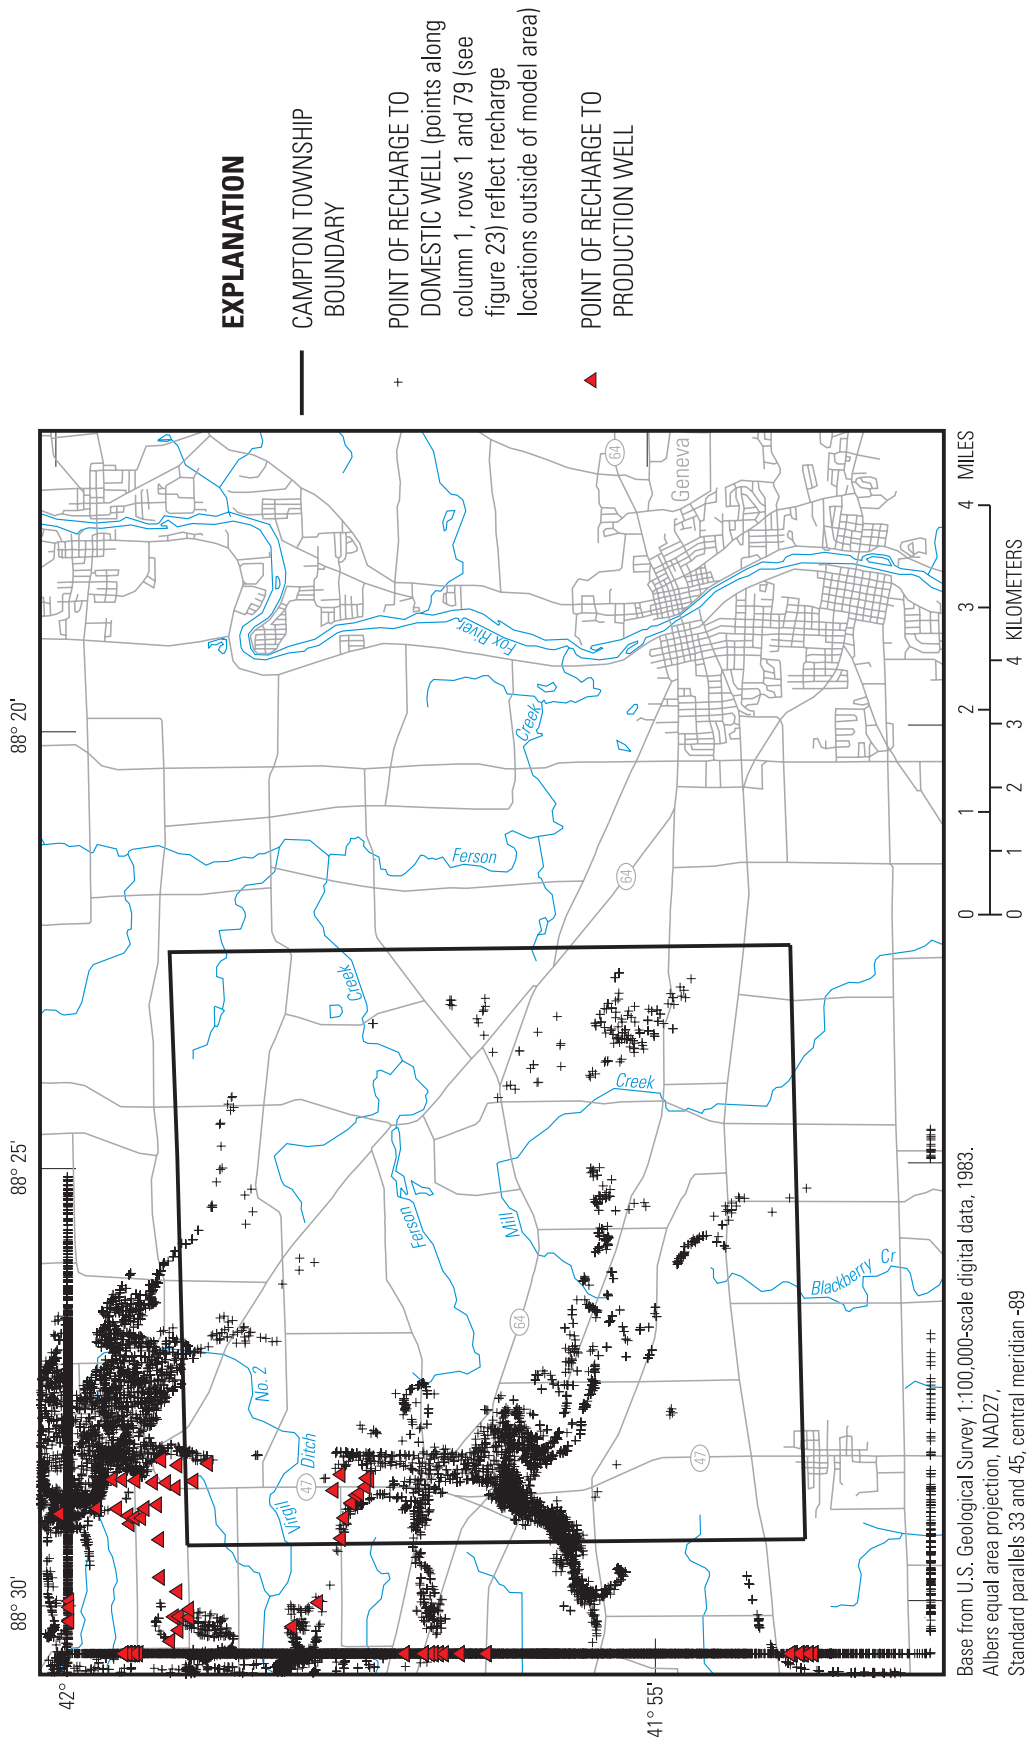 88° 30'
88° 25'
88° 20'
42°
41° 55'
Virgil
Ditch
No. 2
47
Creek
Ferson
Ferson
Creek
Fox River
Mill
Creek
64
64
64
47
Geneva
Blackberry Cr
EXPLANATION
CAMPTON TOWNSHIP
BOUNDARY
POINT OF RECHARGE TO
DOMESTIC WELL (points along
column 1, rows 1 and 79 (see
figure 23) reflect recharge
locations outside of model area)
POINT OF RECHARGE TO
PRODUCTION WELL
Base from U.S. Geological Survey 1:100,000-scale digital data, 1983.
Albers equal area projection, NAD27,
Standard parallels 33 and 45, central meridian -89
0 1 2 3 4 MILES
0 1 2 3 4 KILOMETERS